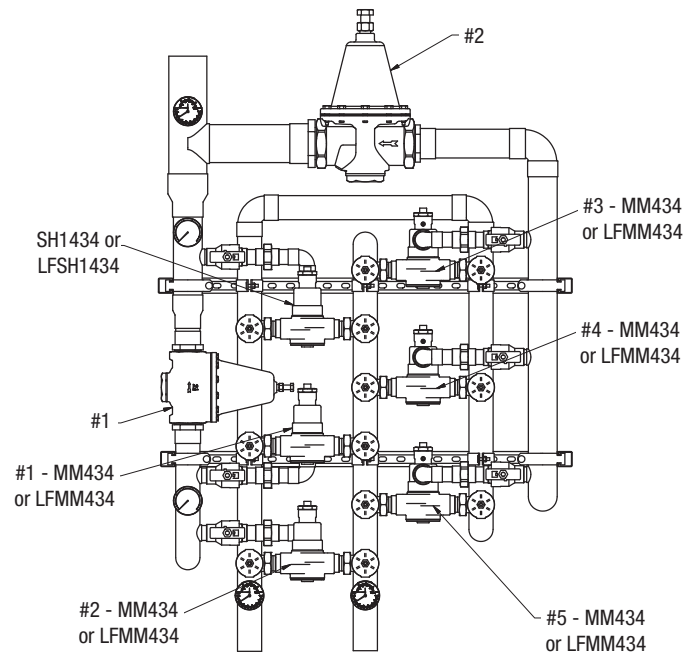 #2
SH1434 or
LFSH1434
#3 - MM434
or LFMM434
#4 - MM434
or LFMM434
#1
#1 - MM434
or LFMM434
#2 - MM434
or LFMM434
#5 - MM434
or LFMM434